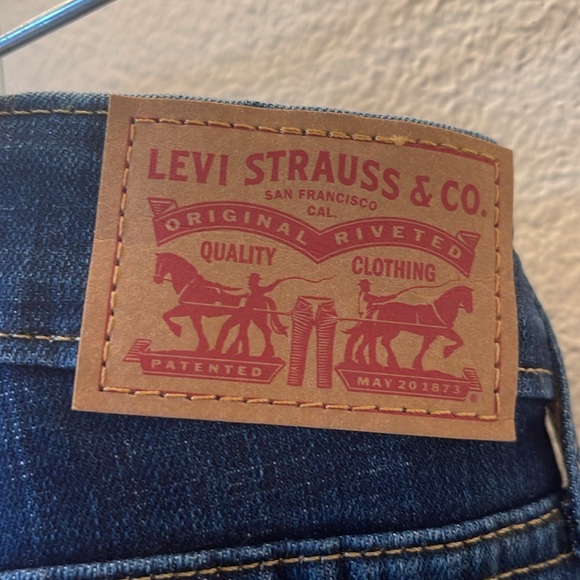 LEVI STRAUSS & CO.
SAN FRANCISCO
CAL.
ORIGINAL RIVETED
QUALITY CLOTHING
PATENTED MAY 20 1873
®